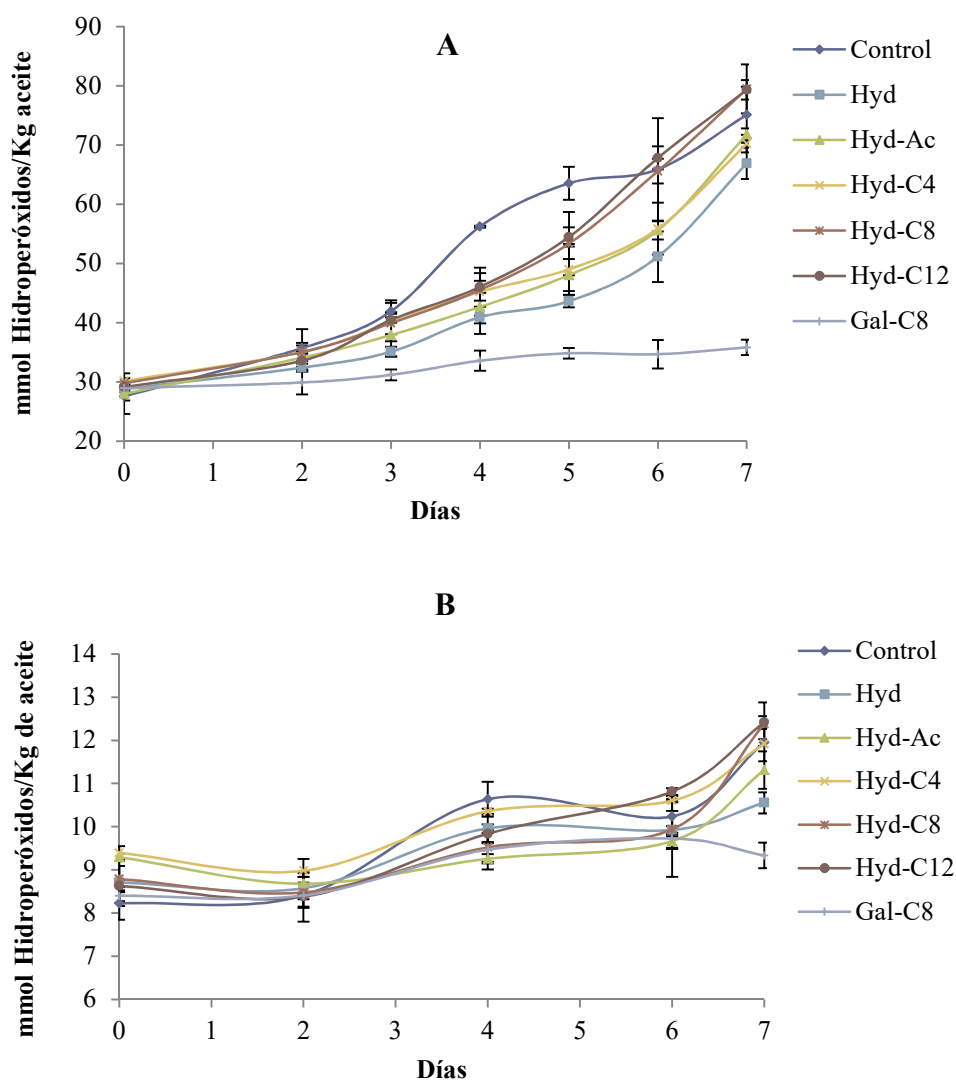 A
mmol Hidroperóxidos/Kg aceite
90
80
70
60
50
40
30
20
0 1 2 3 4 5 6 7
Días
Control
Hyd
Hyd-Ac
Hyd-C4
Hyd-C8
Hyd-C12
Gal-C8
B
mmol Hidroperóxidos/Kg de aceite
14
13
12
11
10
9
8
7
6
0 1 2 3 4 5 6 7
Días
Control
Hyd
Hyd-Ac
Hyd-C4
Hyd-C8
Hyd-C12
Gal-C8